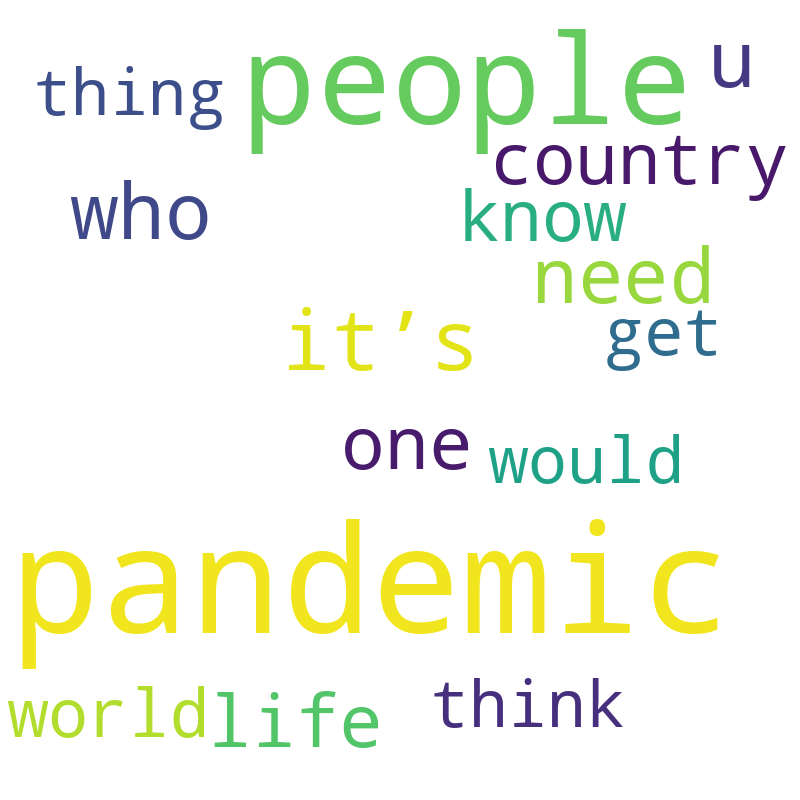 people
u
thing
country
who
know
need
it’s
get
one
would
pandemic
world
life
think